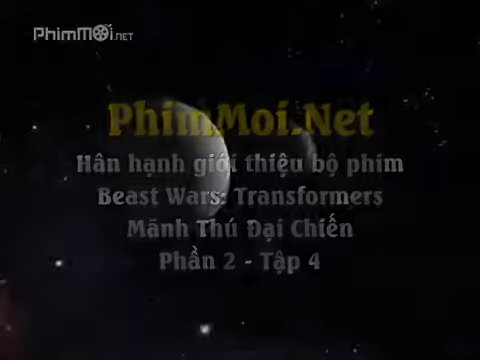 PhimMoi.NET
PhimMoi.Net
Hân hạnh giới thiệu bộ phim
Beast Wars: Transformers
Mãnh Thú Đại Chiến
Phần 2 - Tập 4